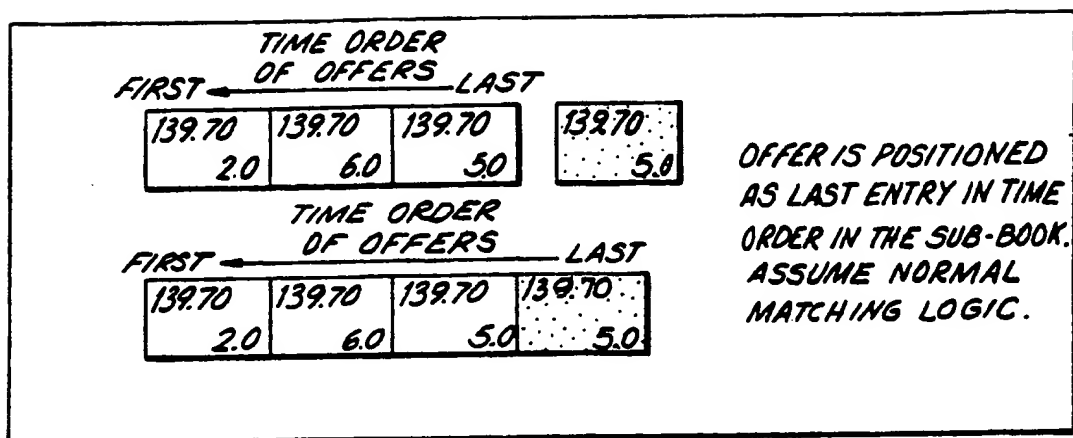 TIME ORDER
OF OFFERS
FIRST LAST
139.70 139.70 139.70 139.70
2.0 6.0 5.0 5.0
TIME ORDER
OF OFFERS
FIRST LAST
139.70 139.70 139.70 139.70
2.0 6.0 5.0 5.0
OFFER IS POSITIONED
AS LAST ENTRY IN TIME
ORDER IN THE SUB-BOOK.
ASSUME NORMAL
MATCHING LOGIC.